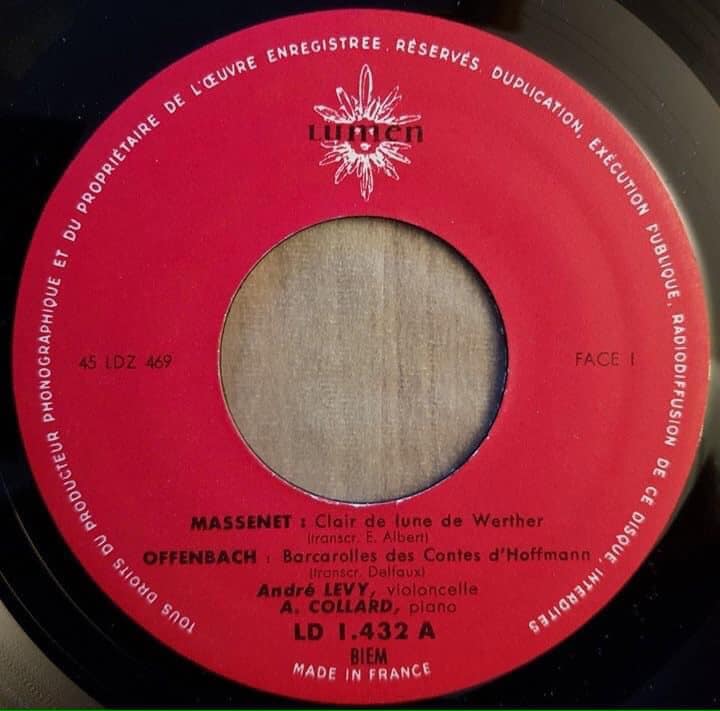 TOUS DROITS DU PRODUCTEUR PHONOGRAPHIQUE ET DU PROPRIÉTAIRE DE L'ŒUVRE ENREGISTREE, RÉSERVÉS. DUPLICATION, EXÉCUTION PUBLIQUE, RADIODIFFUSION DE CE DISQUE, INTERDITES
Lumen
45 LDZ 469
FACE I
MASSENET : Clair de lune de Werther
(transcr. E. Albert)
OFFENBACH : Barcarolles des Contes d'Hoffmann
(transcr. Delfaux)
André LEVY, violoncelle
A. COLLARD, piano
LD 1.432 A
BIEM
MADE IN FRANCE